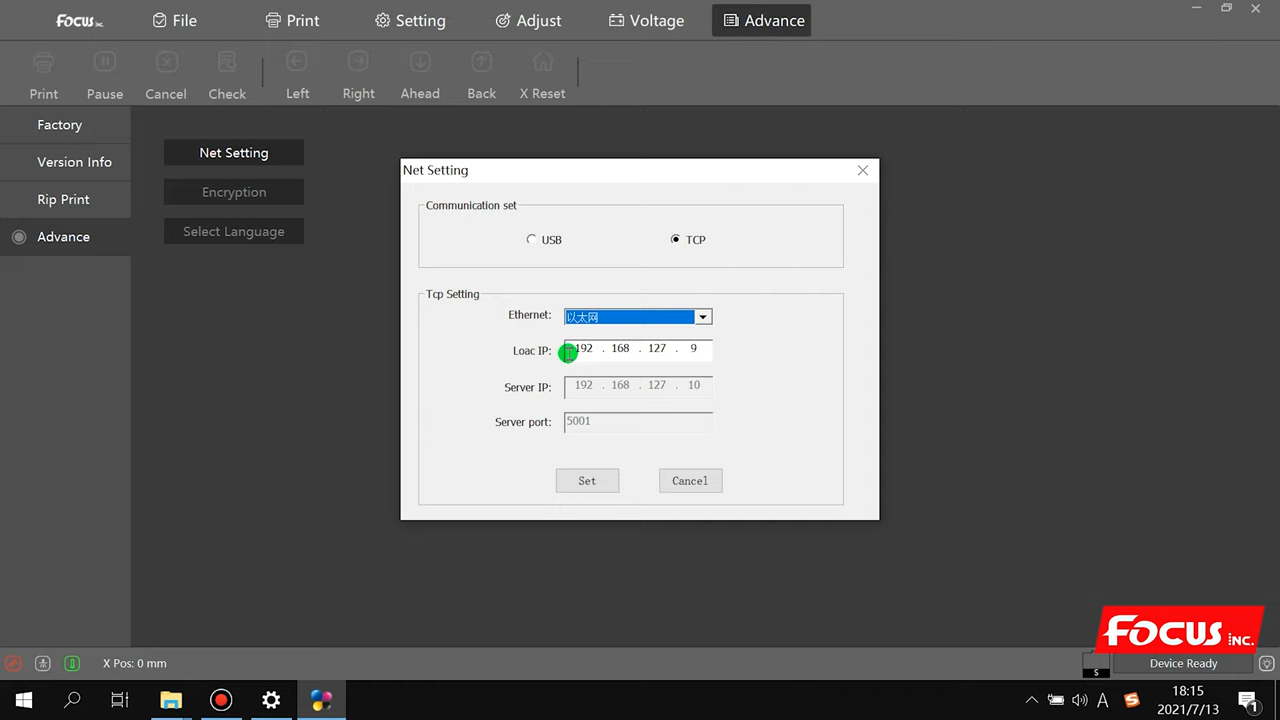 Focus Inc.
File
Print
Setting
Adjust
Voltage
Advance
Print
Pause
Cancel
Check
Left
Right
Ahead
Back
X Reset
Factory
Version Info
Rip Print
Advance
Net Setting
Encryption
Select Language
Net Setting
Communication set
USB
TCP
Tcp Setting
Ethernet: 以太网
Loac IP: 192 . 168 . 127 . 9
Server IP: 192 . 168 . 127 . 10
Server port: 5001
Set
Cancel
FOCUS INC.
X Pos: 0 mm
S
Device Ready
A
S
18:15
2021/7/13
1